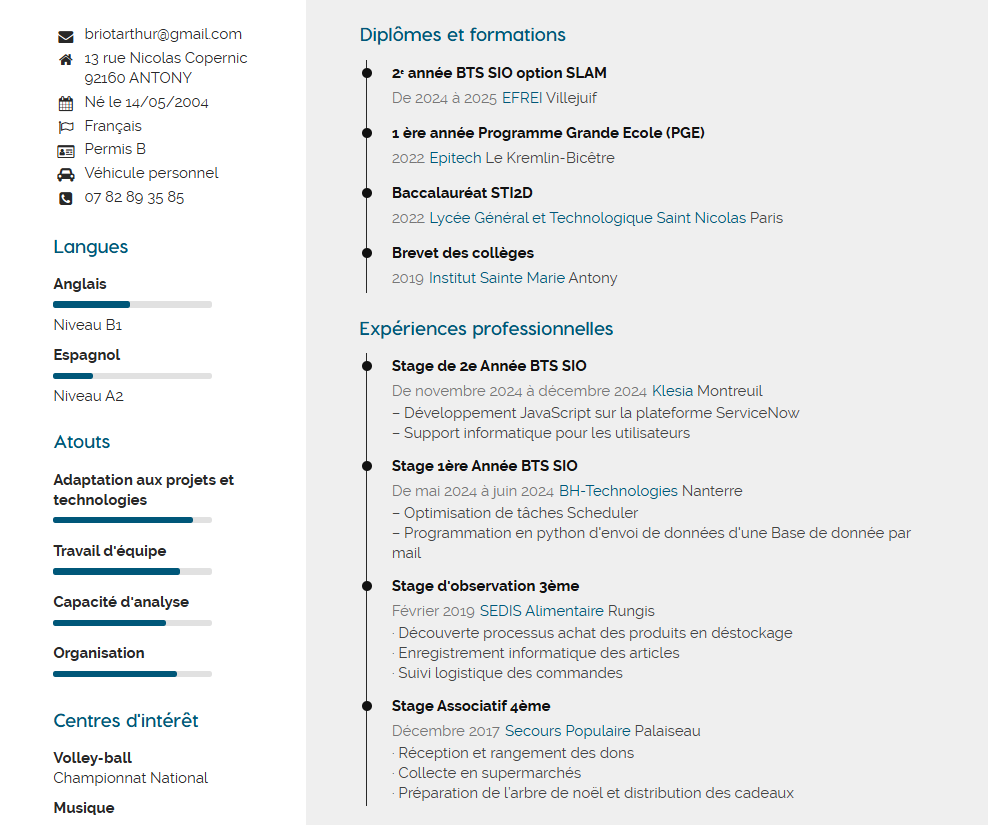 briotarthur@gmail.com
13 rue Nicolas Copernic
92160 ANTONY
Né le 14/05/2004
Français
Permis B
Véhicule personnel
07 82 89 35 85
Langues
Anglais
Niveau B1
Espagnol
Niveau A2
Atouts
Adaptation aux projets et
technologies
Travail d'équipe
Capacité d'analyse
Organisation
Centres d'intérêt
Volley-ball
Championnat National
Musique
Diplômes et formations
2ᵉ année BTS SIO option SLAM
De 2024 à 2025 EFREI Villejuif
1 ère année Programme Grande Ecole (PGE)
2022 Epitech Le Kremlin-Bicêtre
Baccalauréat STI2D
2022 Lycée Général et Technologique Saint Nicolas Paris
Brevet des collèges
2019 Institut Sainte Marie Antony
Expériences professionnelles
Stage de 2e Année BTS SIO
De novembre 2024 à décembre 2024 Klesia Montreuil
– Développement JavaScript sur la plateforme ServiceNow
– Support informatique pour les utilisateurs
Stage 1ère Année BTS SIO
De mai 2024 à juin 2024 BH-Technologies Nanterre
– Optimisation de tâches Scheduler
– Programmation en python d'envoi de données d'une Base de donnée par
mail
Stage d'observation 3ème
Février 2019 SEDIS Alimentaire Rungis
· Découverte processus achat des produits en déstockage
· Enregistrement informatique des articles
· Suivi logistique des commandes
Stage Associatif 4ème
Décembre 2017 Secours Populaire Palaiseau
· Réception et rangement des dons
· Collecte en supermarchés
· Préparation de l'arbre de noël et distribution des cadeaux